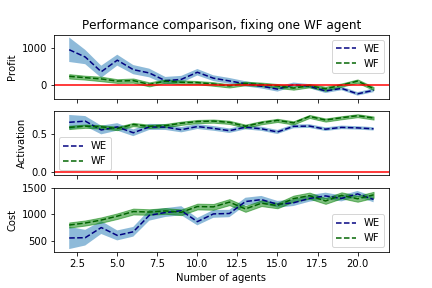 Performance comparison, fixing one WF agent
Profit
1000
0
WE
WF
Activation
0.5
0.0
WE
WF
Cost
1500
1000
500
WE
WF
2.5 5.0 7.5 10.0 12.5 15.0 17.5 20.0
Number of agents